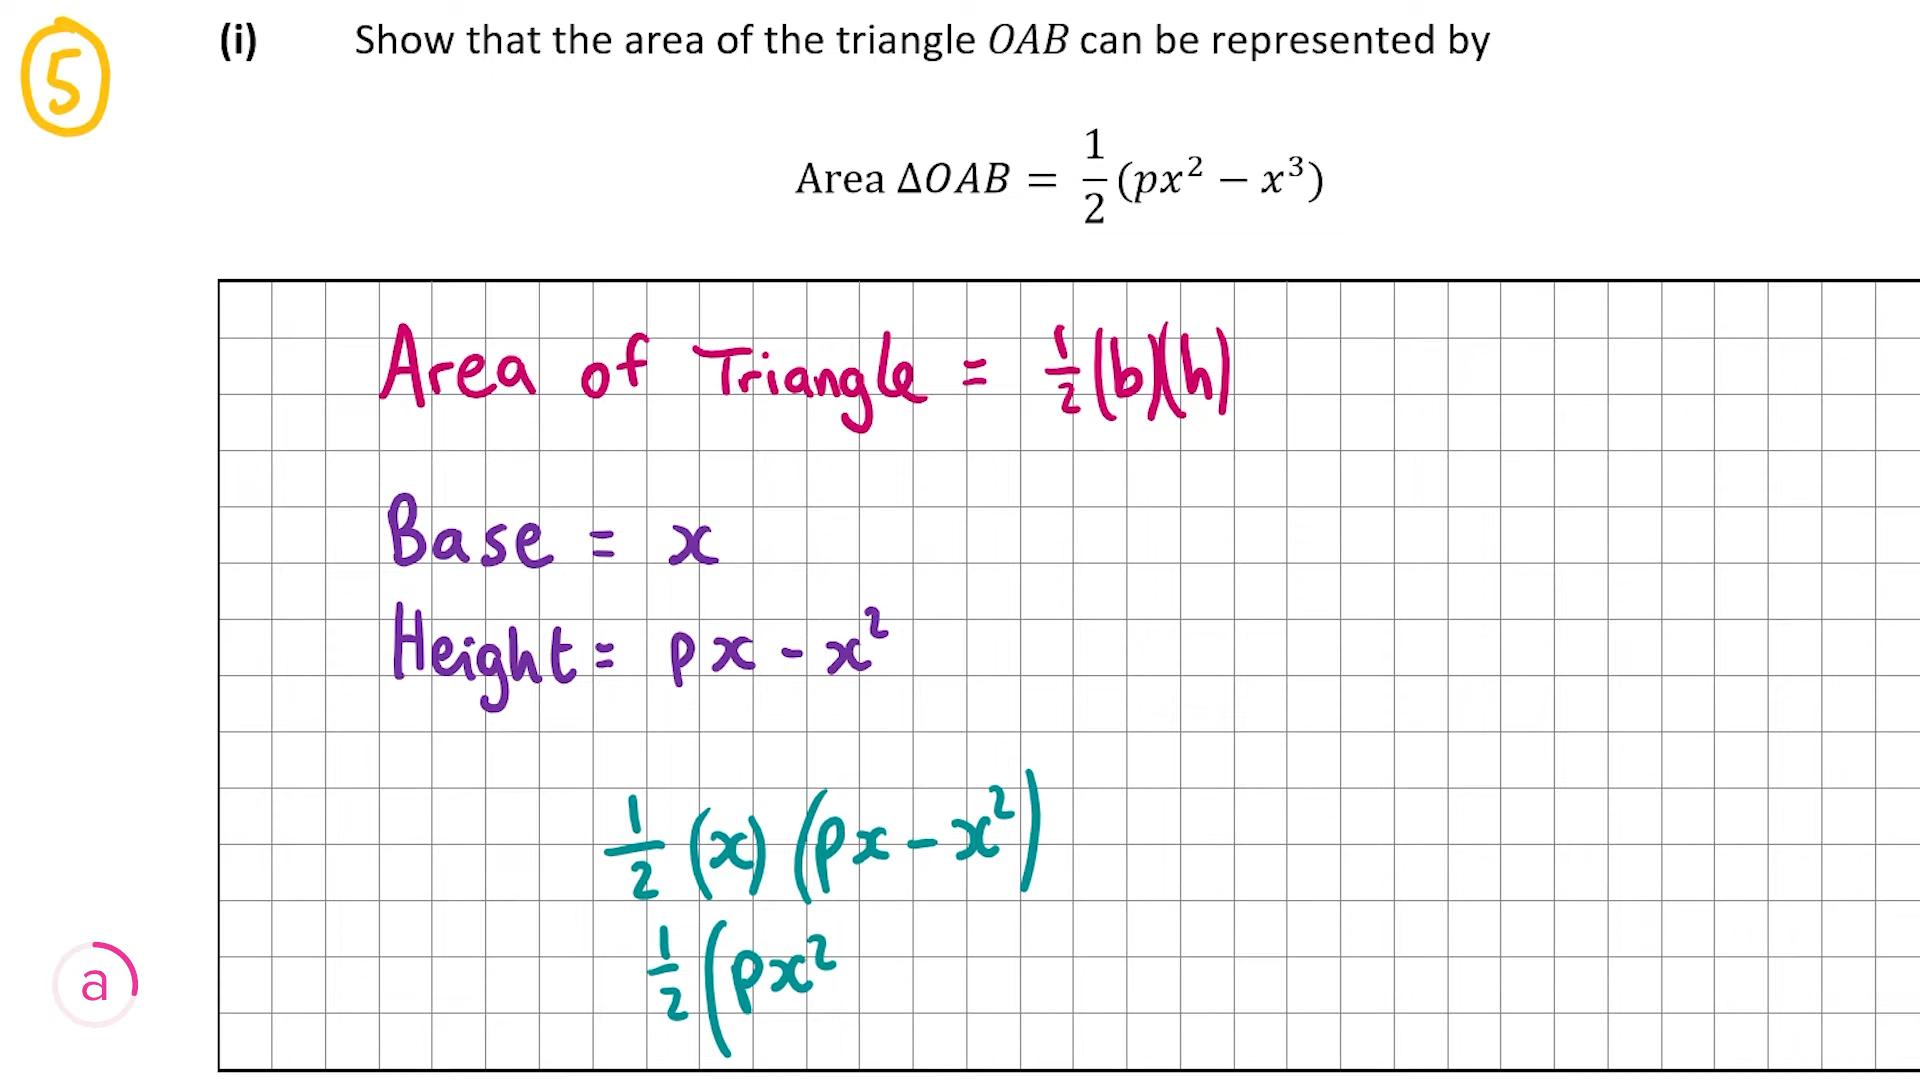 5
(i) Show that the area of the triangle OAB can be represented by
Area ΔOAB = 1/2 (px² − x³)
Area of Triangle = 1/2 (b)(h)
Base = x
Height = px - x²
1/2 (x) (px - x²)
1/2 (px²
a